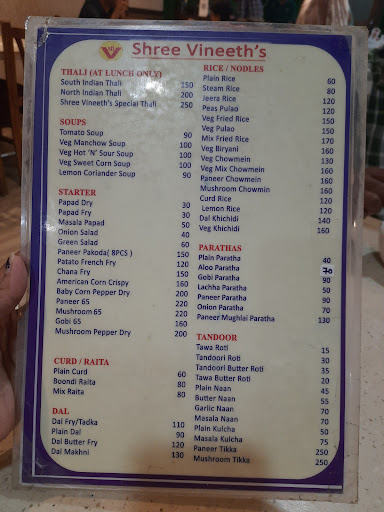 Shree Vineeth's
THALI (AT LUNCH ONLY)
South Indian Thali 150
North Indian Thali 200
Shree Vineeth's Special Thali 250
SOUPS
Tomato Soup 90
Veg Manchow Soup 100
Veg Hot 'N' Sour Soup 100
Veg Sweet Corn Soup 100
Lemon Coriander Soup 90
STARTER
Papad Dry 30
Papad Fry 30
Masala Papad 50
Onion Salad 40
Green Salad 60
Paneer Pakoda ( 8PCS )
Patato French Fry 120
Chana Fry 150
American Corn Crispy 160
Baby Corn Pepper Dry 200
Paneer 65
Mushroom 65
Gobi 65 160
Mushroom Pepper Dry 200
CURD / RAITA
Plain Curd 60
Boondi Raita 80
Mix Raita 80
DAL
Dal Fry/Tadka 110
Plain Dal 90
Dal Butter Fry 120
Dal Makhni 130
RICE / NODLES
Plain Rice 60
Steam Rice 80
Jeera Rice 120
Peas Pulao 120
Veg Fried Rice 150
Veg Pulao 120
Mix Fried Rice
Veg Biryani 160
Veg Chowmein
Veg Mix Chowmein 160
Paneer Chowmein 160
Mushroom Chowmin 160
Curd Rice 120
Lemon Rice 120
Dal Khichidi 140
Veg Khichidi 160
PARATHAS
Plain Paratha 40
Aloo Paratha 70
Gobi Paratha 90
Lachha Paratha 50
Paneer Paratha 90
Onion Paratha 70
Paneer Mughlai Paratha 130
TANDOOR
Tawa Roti 15
Tandoori Roti 30
Tandoori Butter Roti 35
Tawa Butter Roti 20
Plain Naan 45
Butter Naan 55
Garlic Naan 70
Masala Naan 70
Plain Kulcha 50
Masala Kulcha 75
Paneer Tikka 250
Mushroom Tikka 250